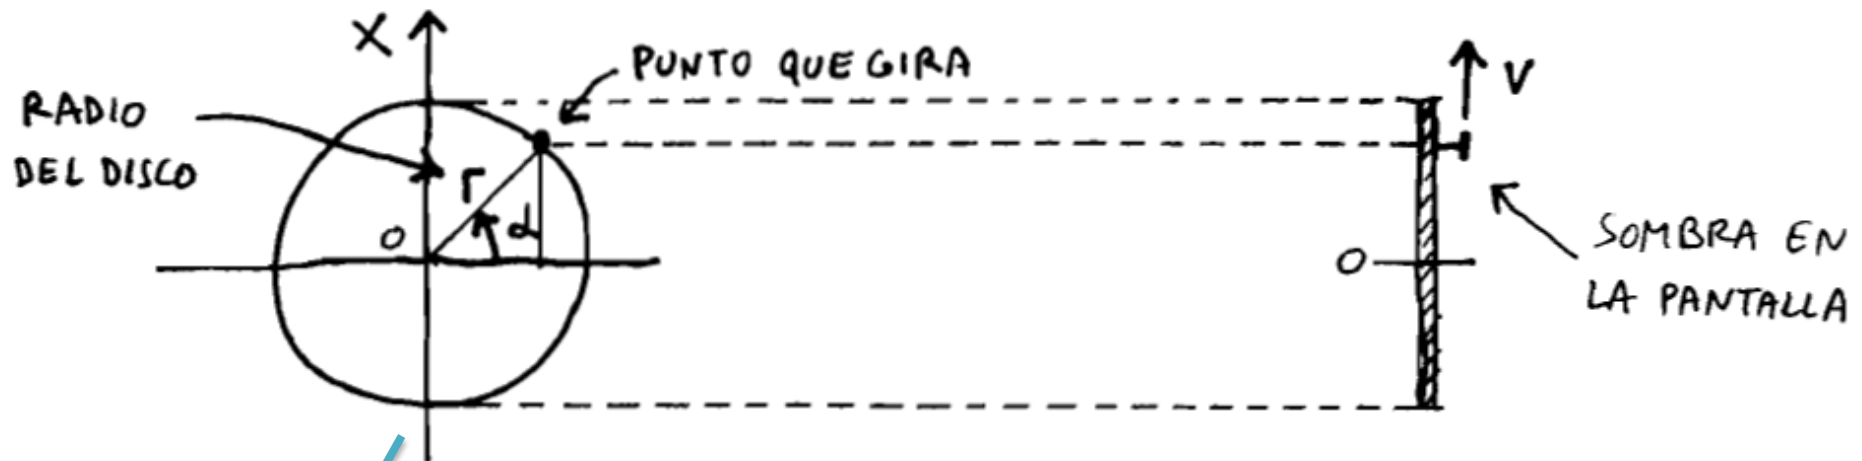 X
PUNTO QUE GIRA
V
RADIO
DEL DISCO
r
α
O
O
SOMBRA EN
LA PANTALLA